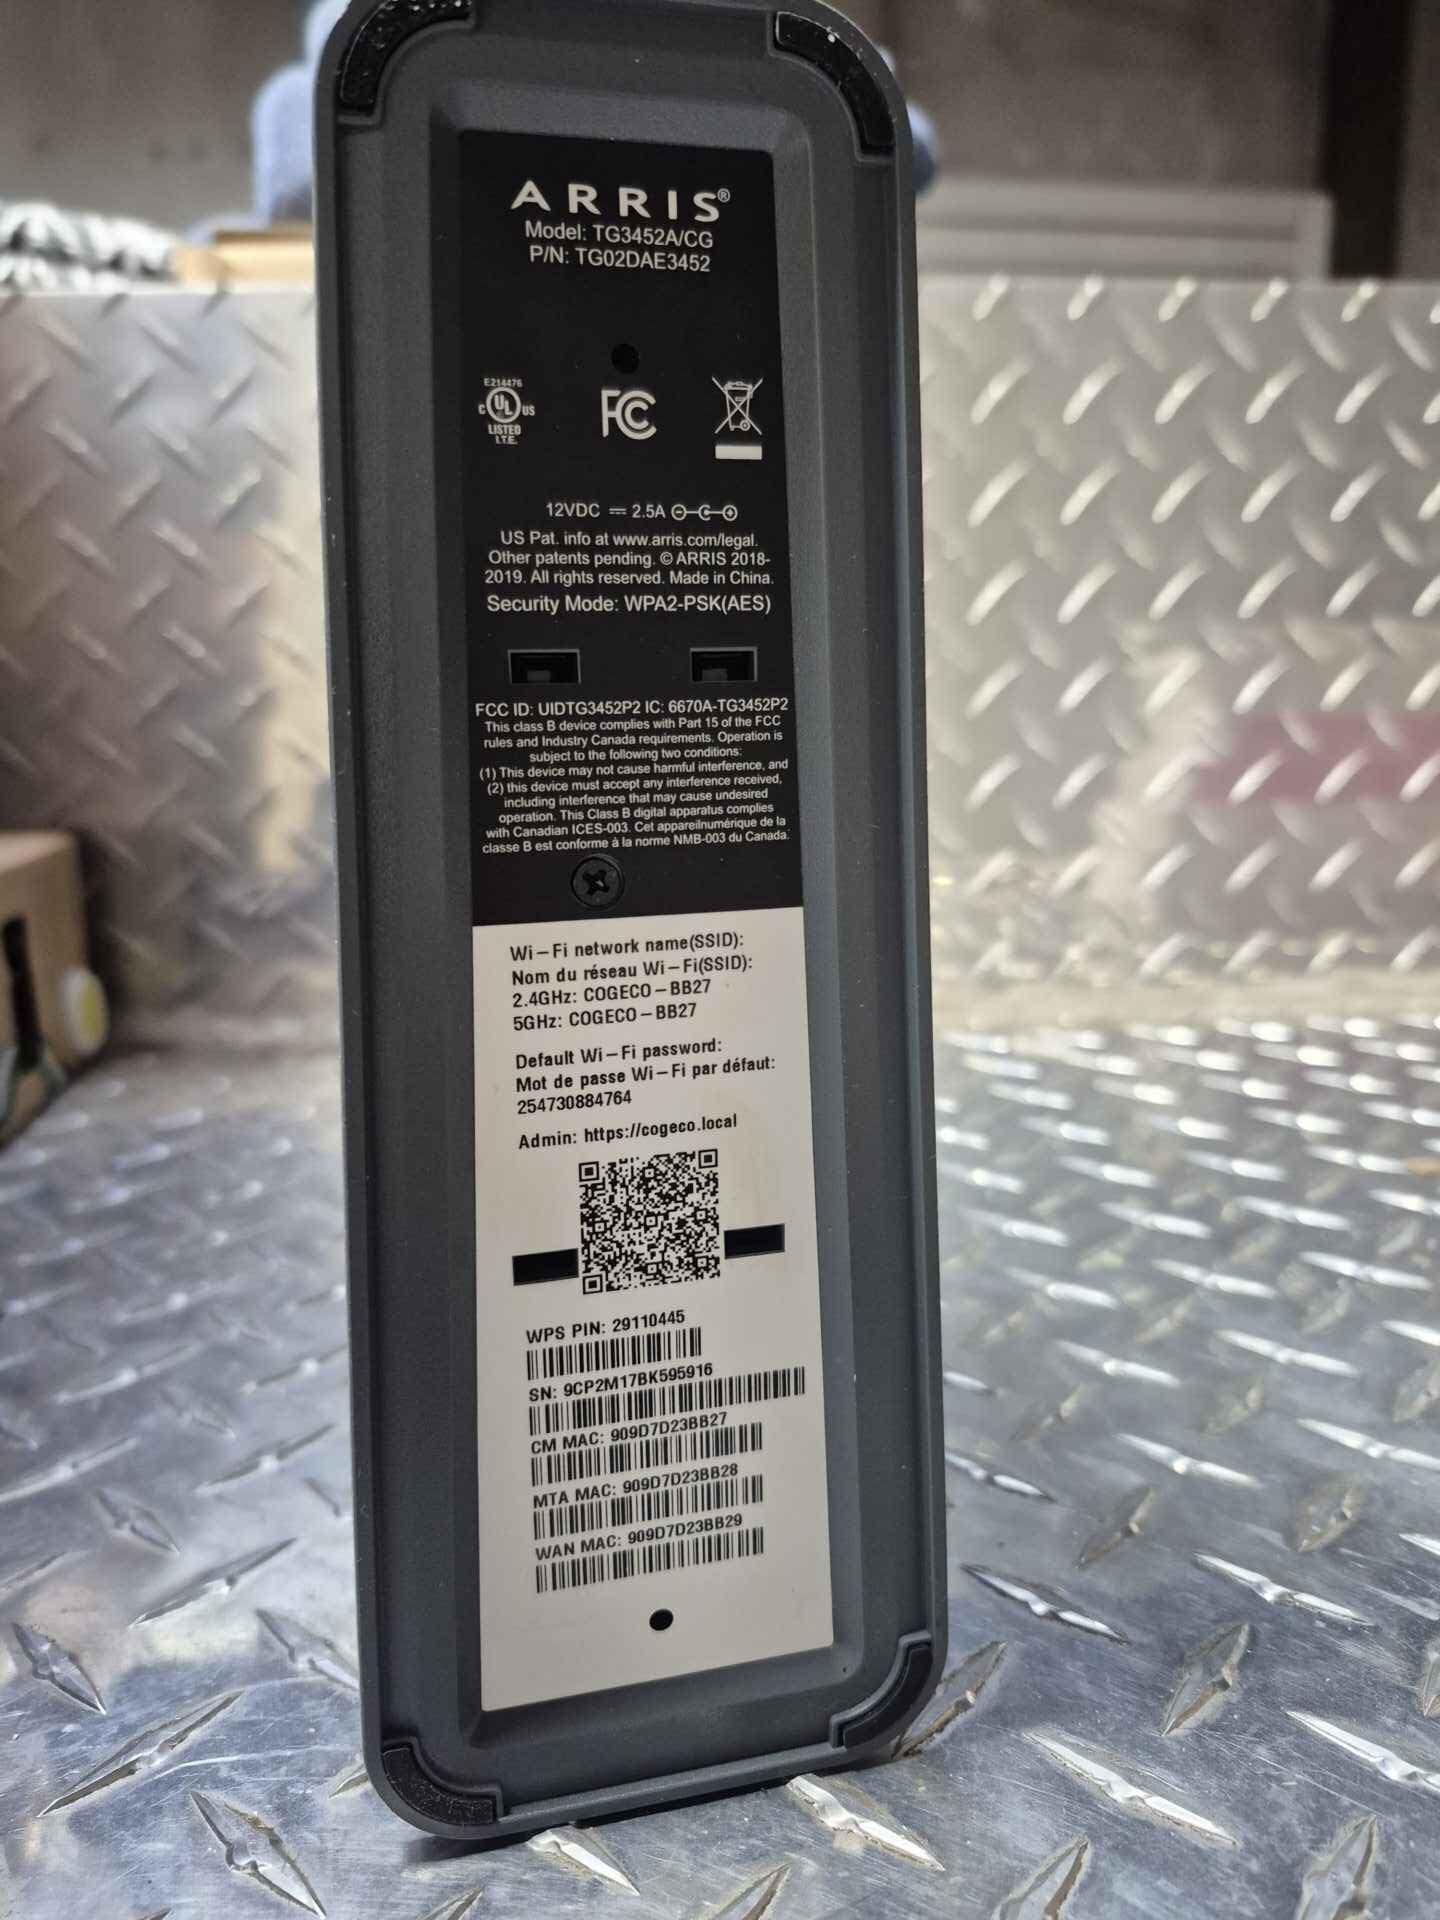 ARRIS®
Model: TG3452A/CG
P/N: TG02DAE3452
E214476
C UL US
LISTED
I.T.E.
FC
12VDC ⎓ 2.5A
US Pat. info at www.arris.com/legal.
Other patents pending. © ARRIS 2018-
2019. All rights reserved. Made in China.
Security Mode: WPA2-PSK(AES)
FCC ID: UIDTG3452P2 IC: 6670A-TG3452P2
This class B device complies with Part 15 of the FCC
rules and Industry Canada requirements. Operation is
subject to the following two conditions:
(1) This device may not cause harmful interference, and
(2) this device must accept any interference received,
including interference that may cause undesired
operation. This Class B digital apparatus complies
with Canadian ICES-003. Cet appareilnumérique de la
classe B est conforme à la norme NMB-003 du Canada.
Wi-Fi network name(SSID):
Nom du réseau Wi-Fi(SSID):
2.4GHz: COGECO-BB27
5GHz: COGECO-BB27
Default Wi-Fi password:
Mot de passe Wi-Fi par défaut:
254730884764
Admin: https://cogeco.local
WPS PIN: 29110445
SN: 9CP2M17BK595916
CM MAC: 909D7D23BB27
MTA MAC: 909D7D23BB28
WAN MAC: 909D7D23BB29